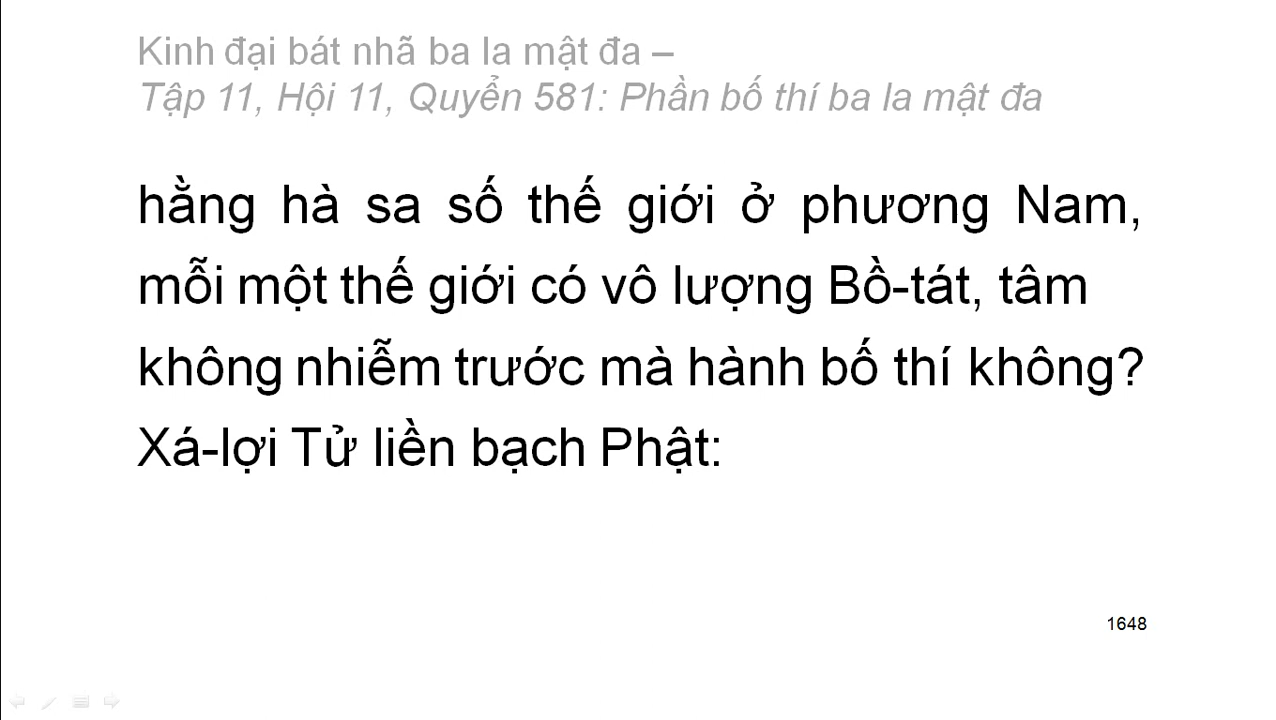 Kinh đại bát nhã ba la mật đa –
Tập 11, Hội 11, Quyển 581: Phần bố thí ba la mật đa
hằng hà sa số thế giới ở phương Nam,
mỗi một thế giới có vô lượng Bồ-tát, tâm
không nhiễm trước mà hành bố thí không?
Xá-lợi Tử liền bạch Phật:
1648